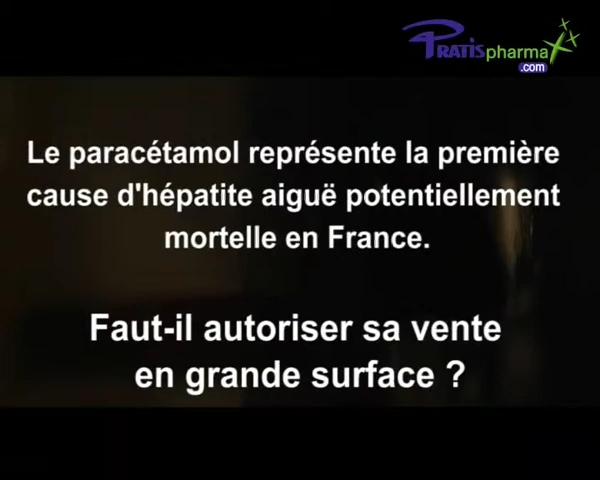 PRATISpharma
.com
Le paracétamol représente la première
cause d'hépatite aiguë potentiellement
mortelle en France.
Faut-il autoriser sa vente
en grande surface ?